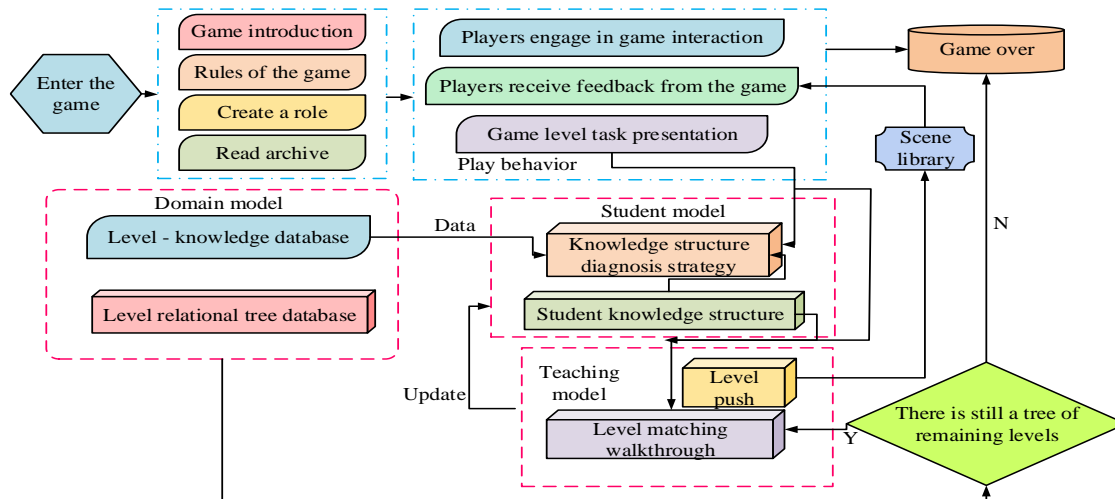 Enter the
game
Game introduction
Rules of the game
Create a role
Read archive
Players engage in game interaction
Players receive feedback from the game
Game level task presentation
Play behavior
Game over
Scene
library
Domain model
Level - knowledge database
Level relational tree database
Data
Student model
Knowledge structure
diagnosis strategy
Student knowledge structure
Update
Teaching
model
Level
push
Level matching
walkthrough
Y
N
There is still a tree of
remaining levels